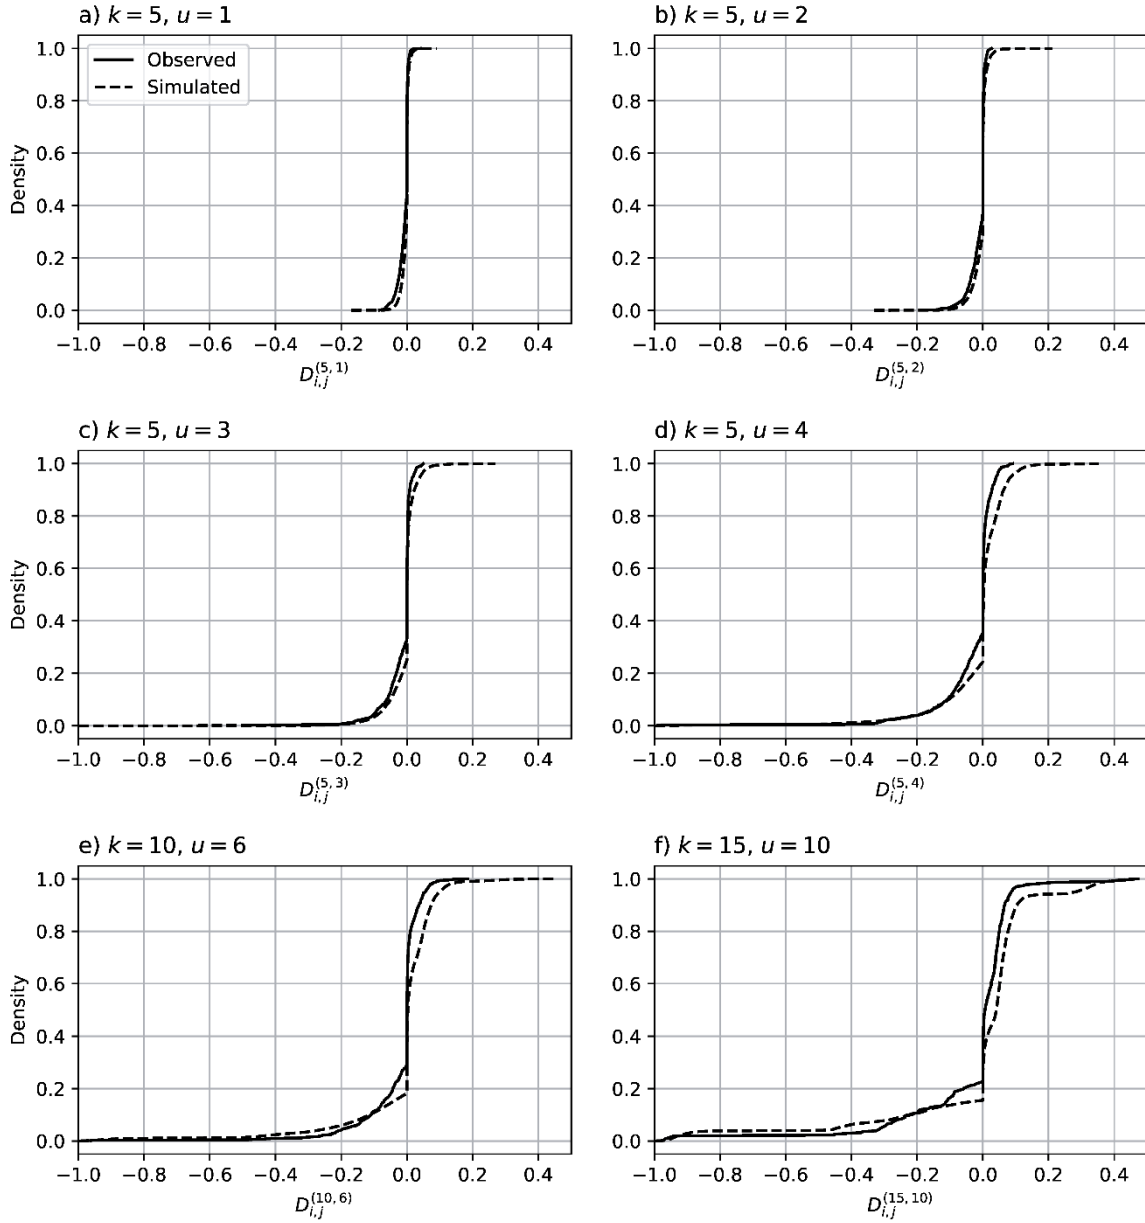 a) k = 5, u = 1
Observed
Simulated
Density
1.0
0.8
0.6
0.4
0.2
0.0
−1.0 −0.8 −0.6 −0.4 −0.2 0.0 0.2 0.4
D_{i,j}^{(5,1)}
b) k = 5, u = 2
1.0
0.8
0.6
0.4
0.2
0.0
−1.0 −0.8 −0.6 −0.4 −0.2 0.0 0.2 0.4
D_{i,j}^{(5,2)}
c) k = 5, u = 3
Density
1.0
0.8
0.6
0.4
0.2
0.0
−1.0 −0.8 −0.6 −0.4 −0.2 0.0 0.2 0.4
D_{i,j}^{(5,3)}
d) k = 5, u = 4
1.0
0.8
0.6
0.4
0.2
0.0
−1.0 −0.8 −0.6 −0.4 −0.2 0.0 0.2 0.4
D_{i,j}^{(5,4)}
e) k = 10, u = 6
Density
1.0
0.8
0.6
0.4
0.2
0.0
−1.0 −0.8 −0.6 −0.4 −0.2 0.0 0.2 0.4
D_{i,j}^{(10,6)}
f) k = 15, u = 10
1.0
0.8
0.6
0.4
0.2
0.0
−1.0 −0.8 −0.6 −0.4 −0.2 0.0 0.2 0.4
D_{i,j}^{(15,10)}